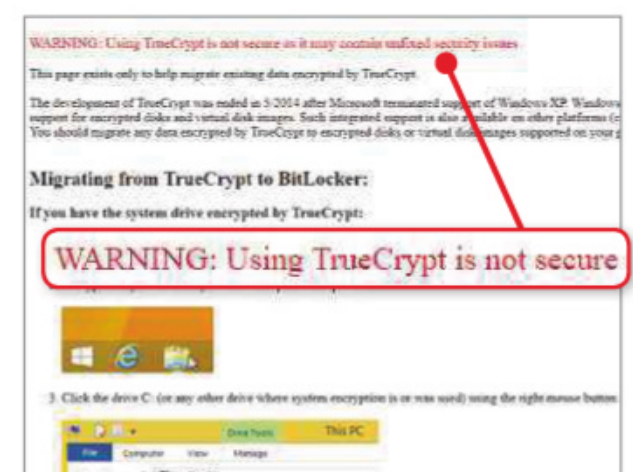 WARNING: Using TrueCrypt is not secure as it may contain unfixed security issues
This page exists only to help migrate existing data encrypted by TrueCrypt.
The development of TrueCrypt was ended in 5/2014 after Microsoft terminated support of Windows XP. Windows
support for encrypted disks and virtual disk images. Such integrated support is also available on other platforms
You should migrate any data encrypted by TrueCrypt to encrypted disks or virtual disk images supported on your
Migrating from TrueCrypt to BitLocker:
If you have the system drive encrypted by TrueCrypt:
WARNING: Using TrueCrypt is not secure
3. Click the drive C: (or any other drive where system encryption is or was used) using the right mouse button
Drive Tools This PC
File Computer View Manage